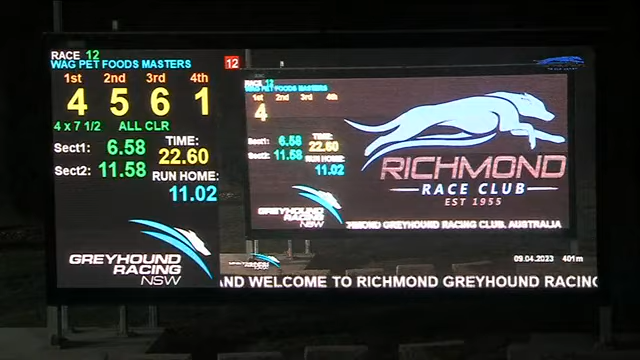 RACE 12
WAG PET FOODS MASTERS
12
1st 2nd 3rd 4th
4 5 6 1
4 x 7 1/2 ALL CLR
Sect1: 6.58
TIME:
22.60
Sect2: 11.58
RUN HOME:
11.02
GREYHOUND
RACING
NSW
RACE 12
WAG PET FOODS MASTERS
1st 2nd 3rd 4th
4
Sect1: 6.58
TIME:
22.60
Sect2: 11.58
RUN HOME:
11.02
GREYHOUND
RACING
NSW
RICHMOND
RACE CLUB
EST 1955
MOND GREYHOUND RACING CLUB, AUSTRALIA
09.04.2023 401m
AND WELCOME TO RICHMOND GREYHOUND RACING